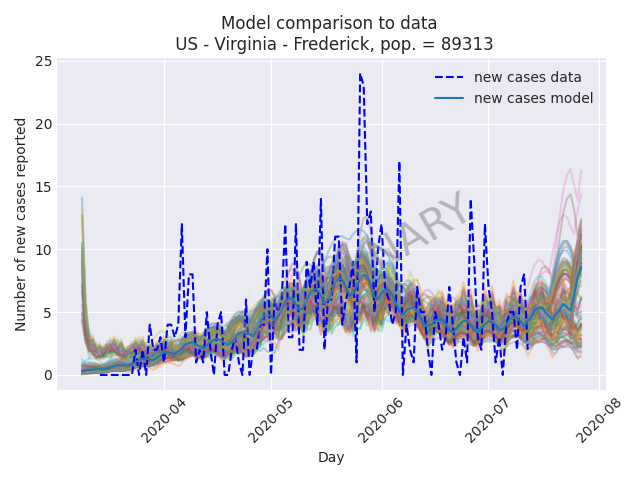 Model comparison to data
US - Virginia - Frederick, pop. = 89313
Number of new cases reported
25
20
15
10
5
0
new cases data
new cases model
2020-04
2020-05
2020-06
2020-07
2020-08
Day